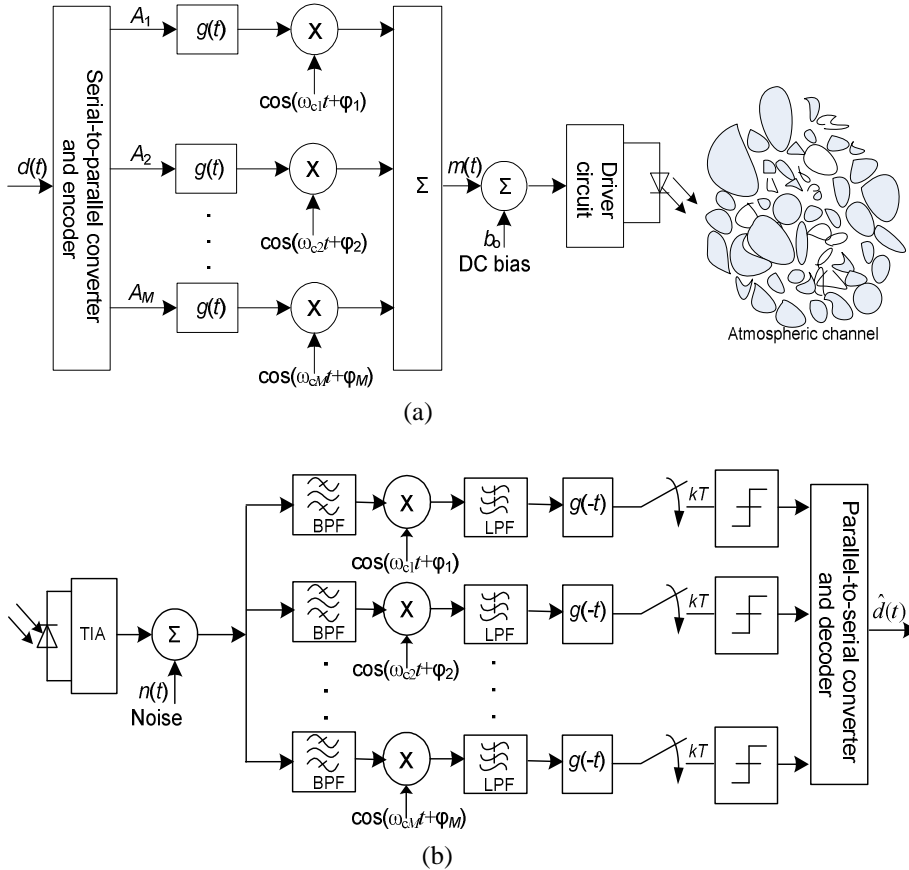 d(t)
Serial-to-parallel converter
and encoder
A1
g(t)
X
cos(ωc1t+φ1)
A2
g(t)
X
cos(ωc2t+φ2)
AM
g(t)
X
cos(ωcMt+φM)
Σ
m(t)
Σ
bo
DC bias
Driver
circuit
Atmospheric channel
(a)
TIA
Σ
n(t)
Noise
BPF
X
cos(ωc1t+φ1)
LPF
g(-t)
kT
BPF
X
cos(ωc2t+φ2)
LPF
g(-t)
kT
BPF
X
cos(ωcMt+φM)
LPF
g(-t)
kT
Parallel-to-serial converter
and decoder
d̂(t)
(b)